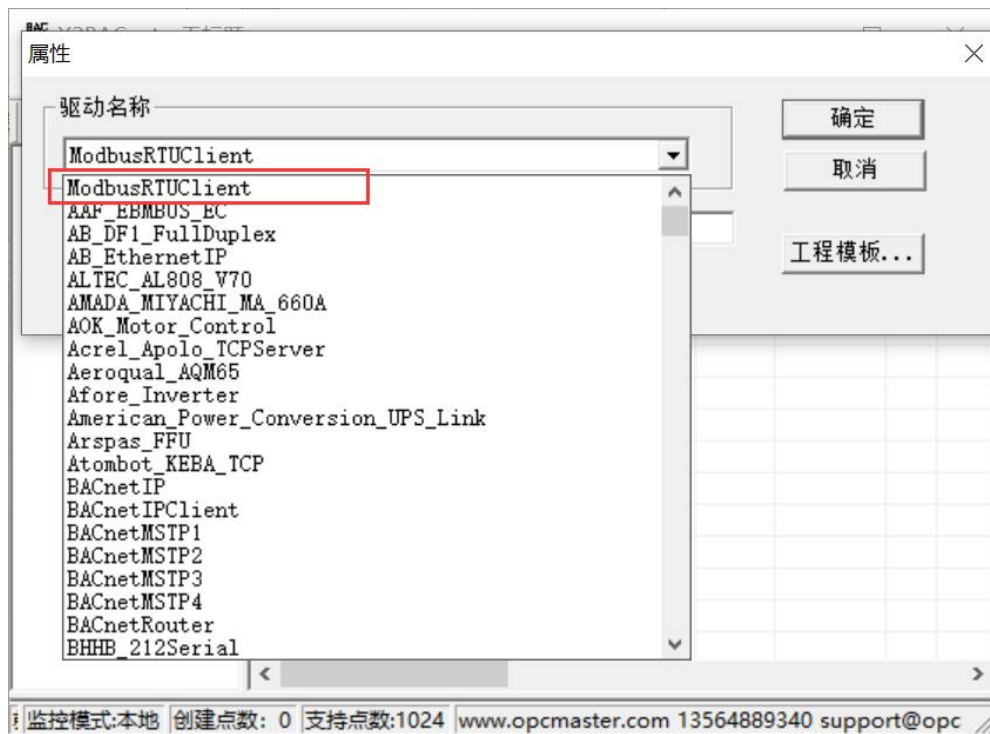 属性
驱动名称
确定
ModbusRTUClient
取消
ModbusRTUClient
AAF_EBMBUS_EC
AB_DF1_FullDuplex
AB_EthernetIP
工程模板...
ALTEC_AL808_V70
AMADA_MIYACHI_MA_660A
AOK_Motor_Control
Acrel_Apolo_TCPServer
Aeroqual_AQM65
Afore_Inverter
American_Power_Conversion_UPS_Link
Arspas_FFU
Atombot_KEBA_TCP
BACnetIP
BACnetIPClient
BACnetMSTP1
BACnetMSTP2
BACnetMSTP3
BACnetMSTP4
BACnetRouter
BHHB_212Serial
监控模式:本地 创建点数: 0 支持点数:1024 www.opcmaster.com 13564889340 support@opc